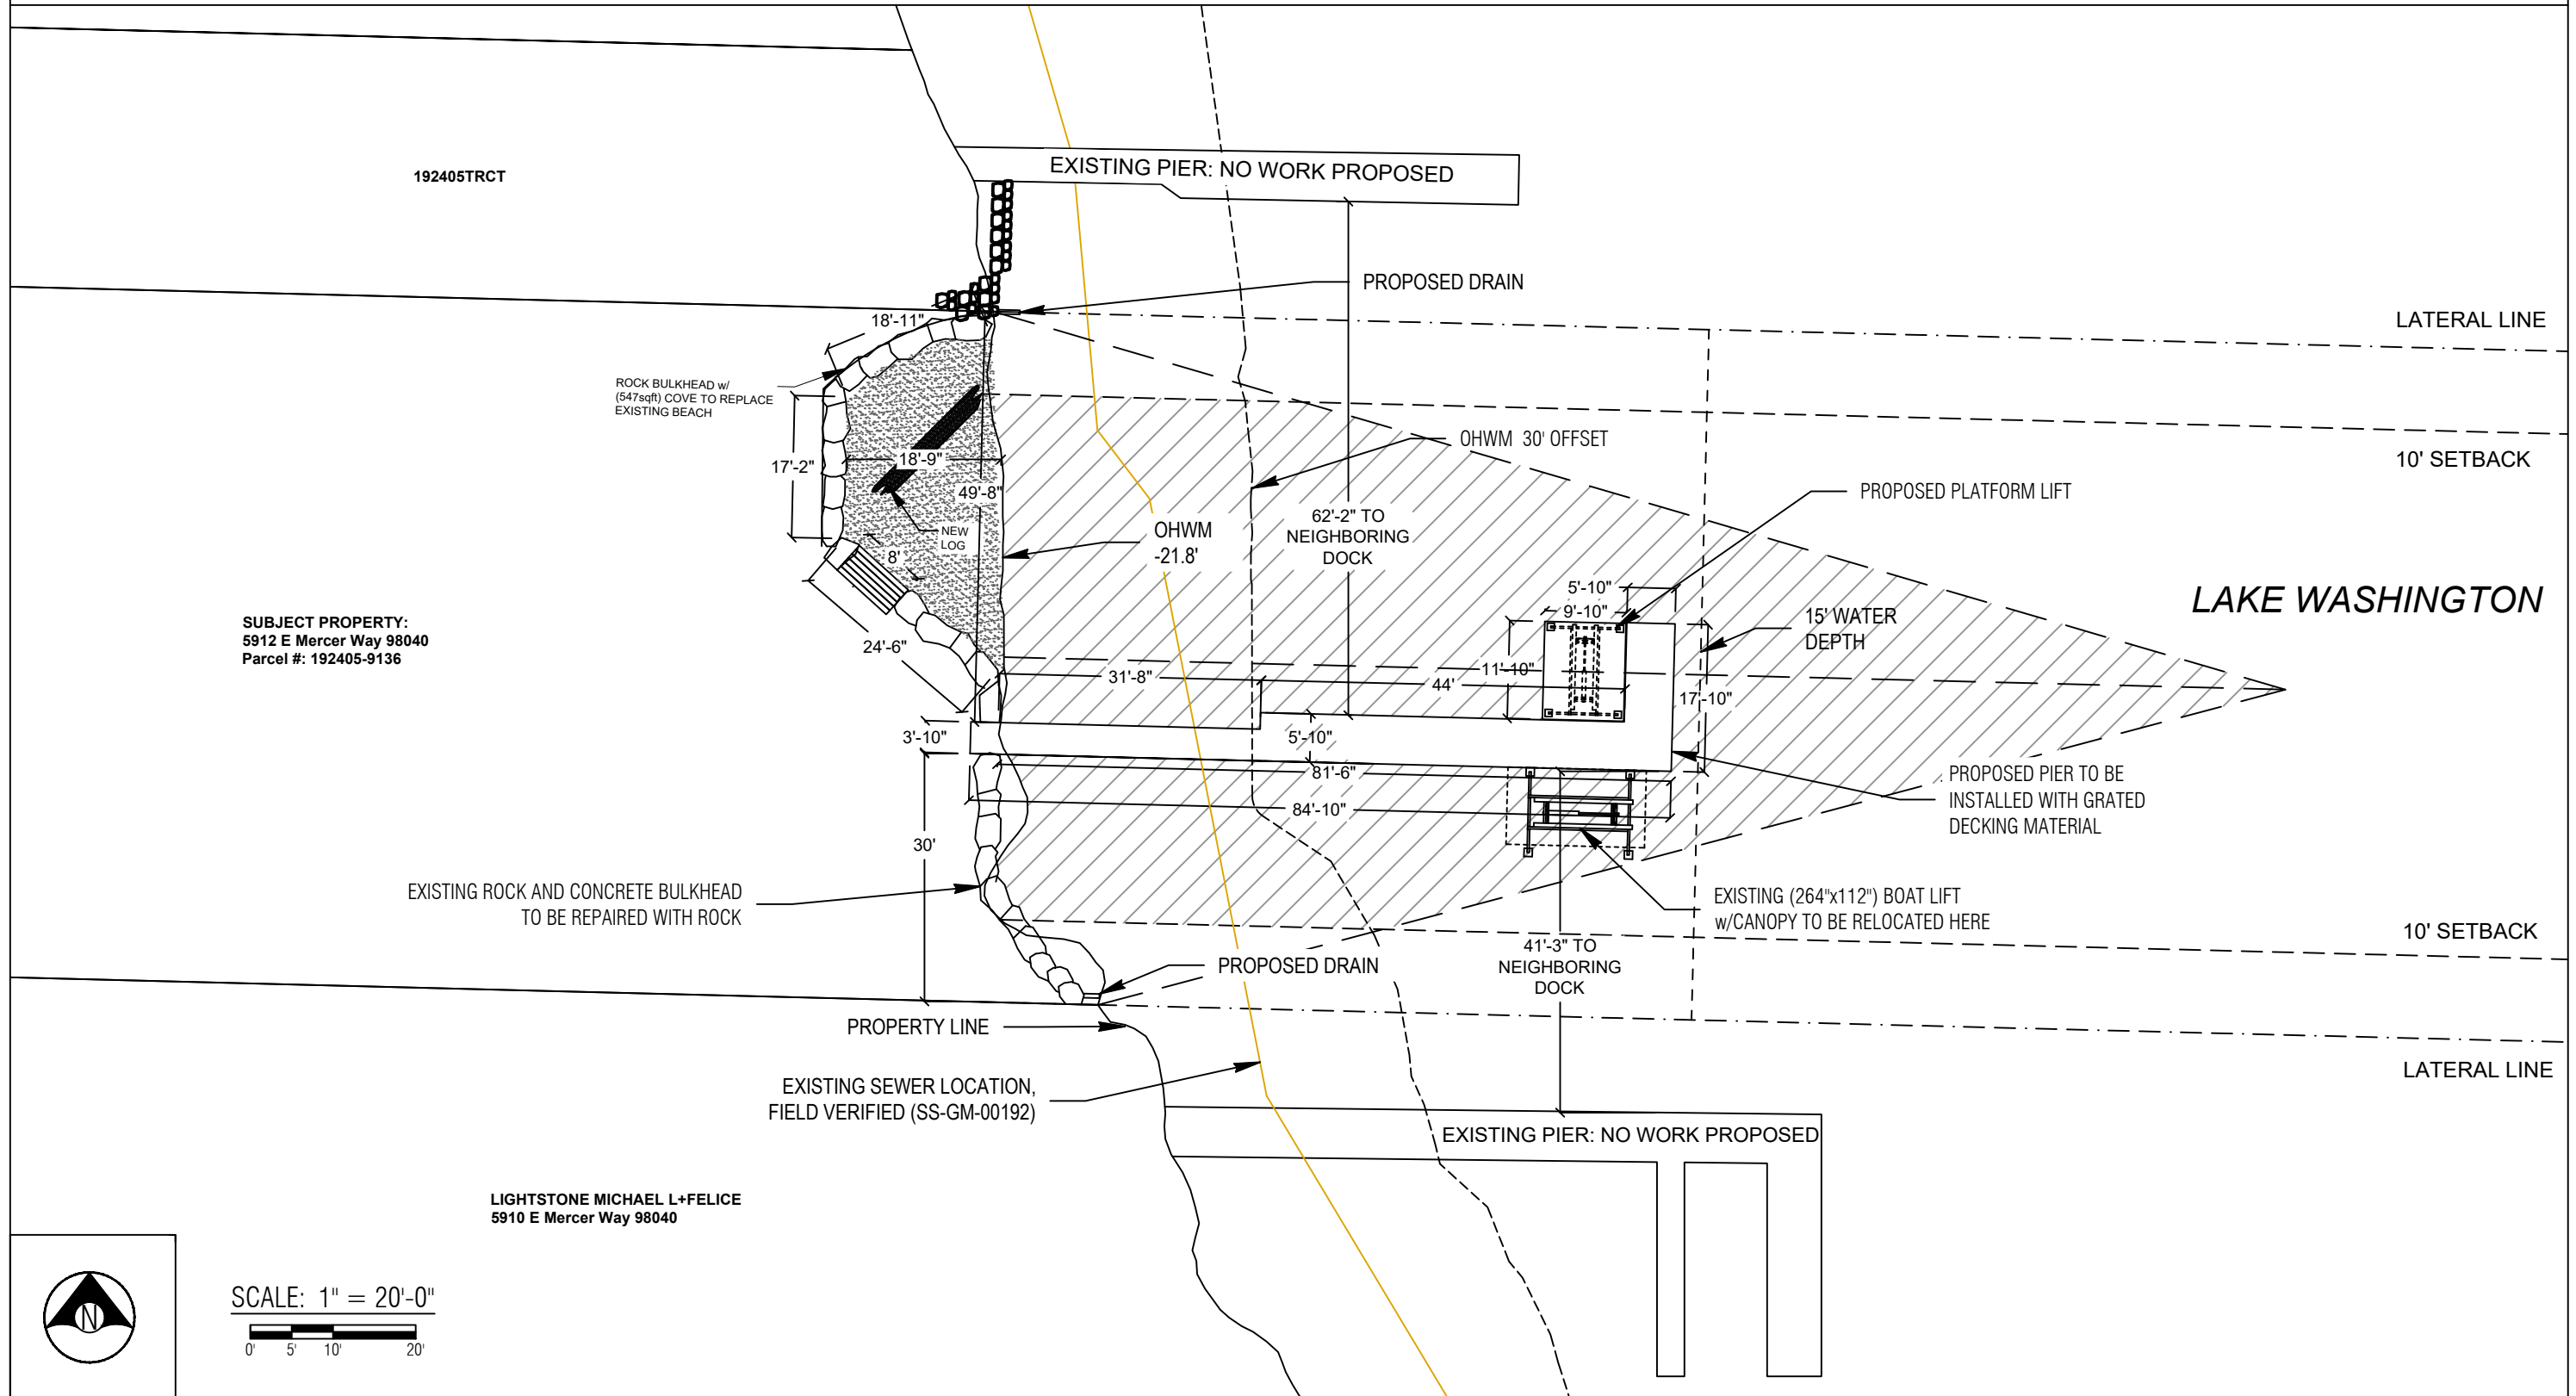 EXISTING PIER: NO WORK PROPOSED
192405TRCT
PROPOSED DRAIN
LATERAL LINE
18'-11"
ROCK BULKHEAD w/
(547sqft) COVE TO REPLACE
EXISTING BEACH
OHWM 30' OFFSET
10' SETBACK
17'-2"
18'-9"
49'-8"
PROPOSED PLATFORM LIFT
NEW
LOG
8'
OHWM
-21.8'
62'-2" TO
NEIGHBORING
DOCK
5'-10"
9'-10"
15' WATER
DEPTH
LAKE WASHINGTON
SUBJECT PROPERTY:
5912 E Mercer Way 98040
Parcel #: 192405-9136
24'-6"
31'-8"
44'
11'-10"
17'-10"
3'-10"
5'-10"
81'-6"
84'-10"
PROPOSED PIER TO BE
INSTALLED WITH GRATED
DECKING MATERIAL
30'
EXISTING ROCK AND CONCRETE BULKHEAD
TO BE REPAIRED WITH ROCK
EXISTING (264"x112") BOAT LIFT
w/CANOPY TO BE RELOCATED HERE
10' SETBACK
41'-3" TO
NEIGHBORING
DOCK
PROPOSED DRAIN
PROPERTY LINE
LATERAL LINE
EXISTING SEWER LOCATION,
FIELD VERIFIED (SS-GM-00192)
EXISTING PIER: NO WORK PROPOSED
LIGHTSTONE MICHAEL L+FELICE
5910 E Mercer Way 98040
N
SCALE: 1" = 20'-0"
0' 5' 10' 20'